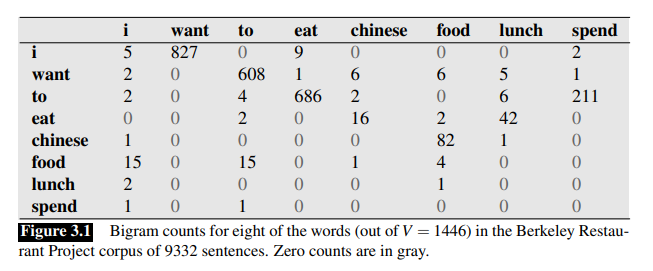 i want to eat chinese food lunch spend
i 5 827 0 9 0 0 0 2
want 2 0 608 1 6 6 5 1
to 2 0 4 686 2 0 6 211
eat 0 0 2 0 16 2 42 0
chinese 1 0 0 0 0 82 1 0
food 15 0 15 0 1 4 0 0
lunch 2 0 0 0 0 1 0 0
spend 1 0 1 0 0 0 0 0
Figure 3.1 Bigram counts for eight of the words (out of V = 1446) in the Berkeley Restau-
rant Project corpus of 9332 sentences. Zero counts are in gray.